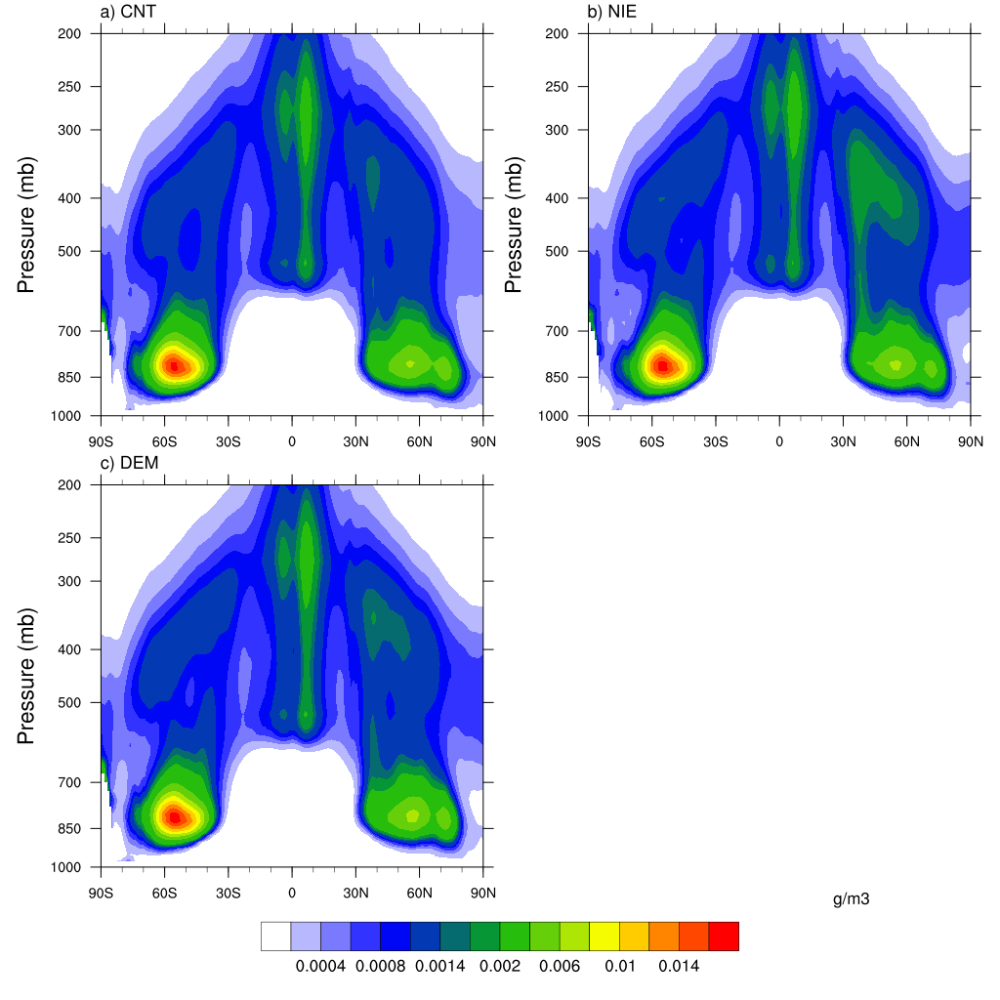 a) CNT
200
250
300
400
500
700
850
1000
Pressure (mb)
90S 60S 30S 0 30N 60N 90N
b) NIE
200
250
300
400
500
700
850
1000
Pressure (mb)
90S 60S 30S 0 30N 60N 90N
c) DEM
200
250
300
400
500
700
850
1000
Pressure (mb)
90S 60S 30S 0 30N 60N 90N
g/m3
0.0004 0.0008 0.0014 0.002 0.006 0.01 0.014